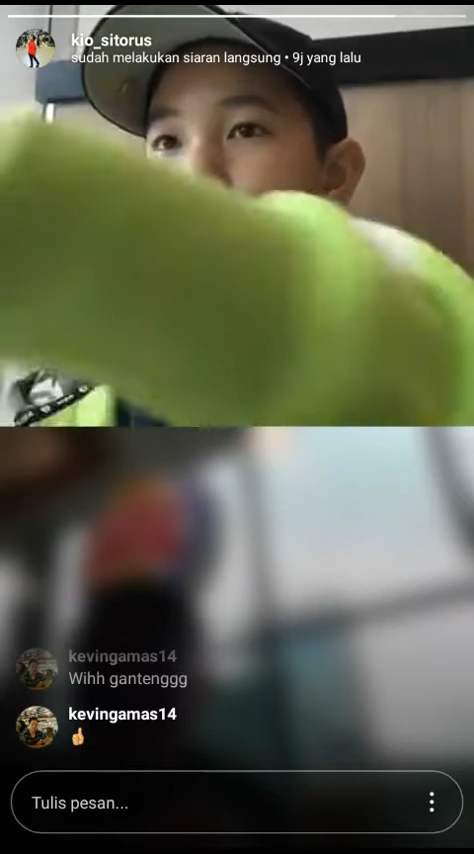 kio_sitorus
sudah melakukan siaran langsung • 9j yang lalu
kevingamas14
Wihh gantenggg
kevingamas14
👍
Tulis pesan...